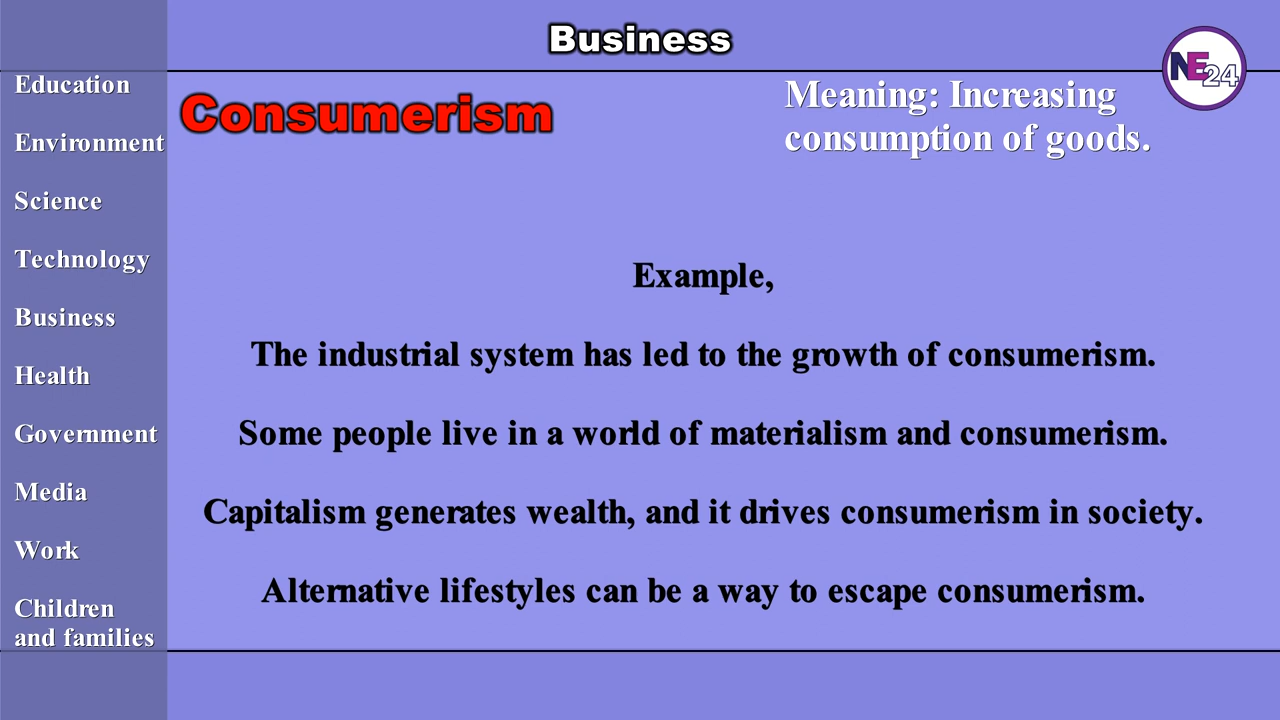 Business
NE24
Education
Environment
Science
Technology
Business
Health
Government
Media
Work
Children
and families
Consumerism
Meaning: Increasing
consumption of goods.
Example,
The industrial system has led to the growth of consumerism.
Some people live in a world of materialism and consumerism.
Capitalism generates wealth, and it drives consumerism in society.
Alternative lifestyles can be a way to escape consumerism.